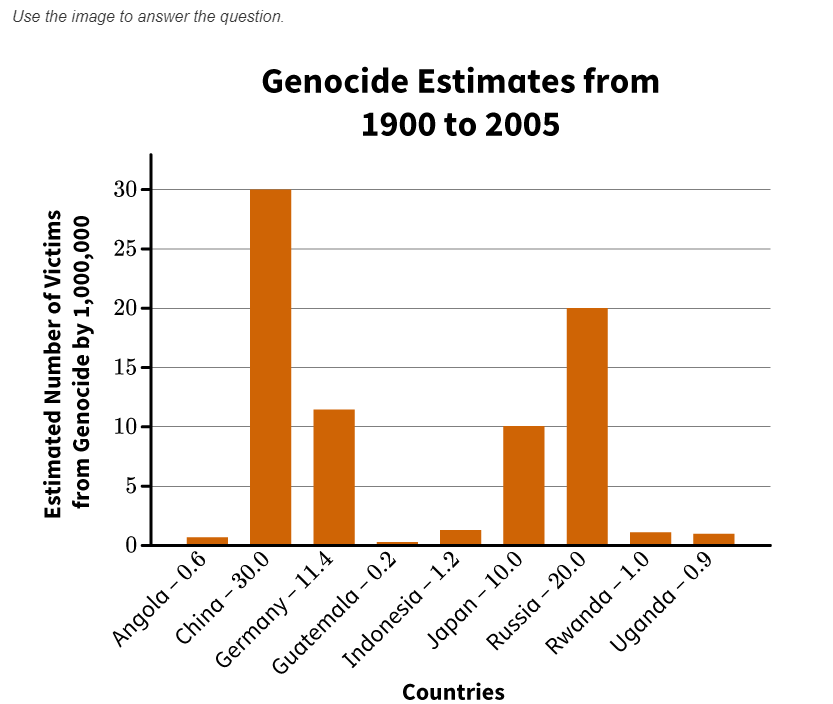 Use the image to answer the question.
Genocide Estimates from
1900 to 2005
Estimated Number of Victims
from Genocide by 1,000,000
30
25
20
15
10
5
0
Angola – 0.6
China – 30.0
Germany – 11.4
Guatemala – 0.2
Indonesia – 1.2
Japan – 10.0
Russia – 20.0
Rwanda – 1.0
Uganda – 0.9
Countries